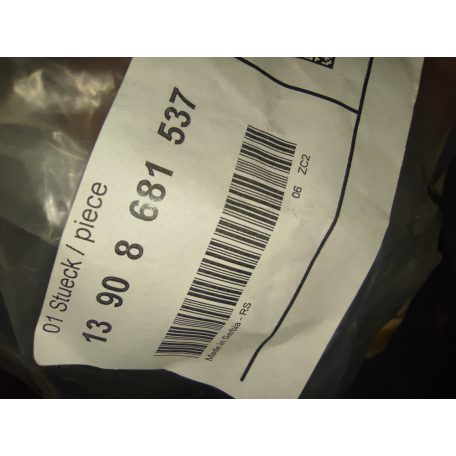 01 Stueck / piece
13 90 8 681 537
Made in Serbia - RS
06 ZC2